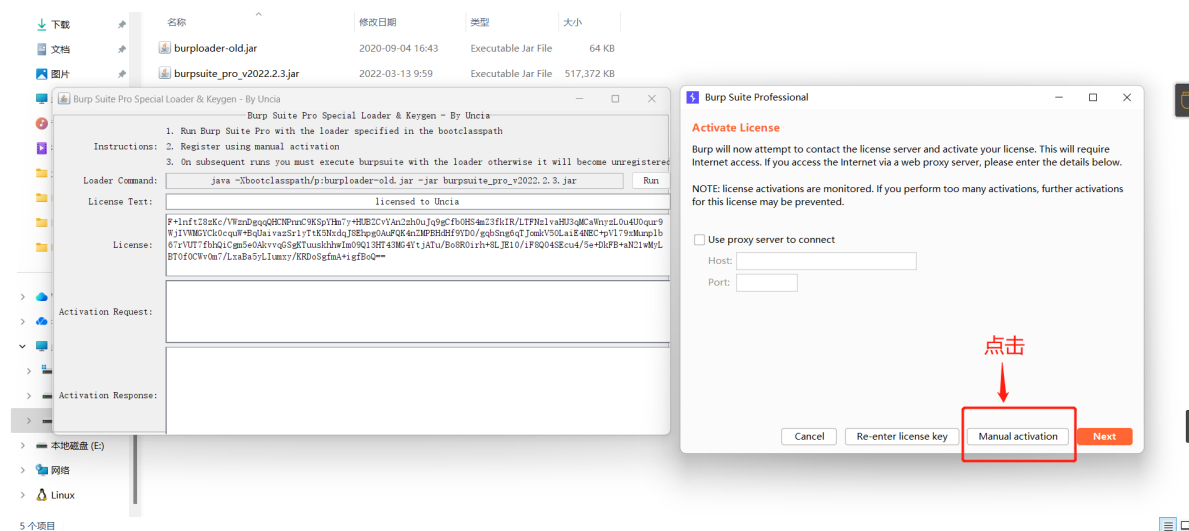 下载
文档
图片
名称
修改日期
类型
大小
burploader-old.jar
2020-09-04 16:43
Executable Jar File
64 KB
burpsuite_pro_v2022.2.3.jar
2022-03-13 9:59
Executable Jar File
517,372 KB
Burp Suite Pro Special Loader & Keygen - By Uncia
Burp Suite Pro Special Loader & Keygen - By Uncia
Instructions:
1. Run Burp Suite Pro with the loader specified in the bootclasspath
2. Register using manual activation
3. On subsequent runs you must execute burpsuite with the loader otherwise it will become unregistered
Loader Command:
java -Xbootclasspath/p:burploader-old.jar -jar burpsuite_pro_v2022.2.3.jar
Run
License Text:
licensed to Uncia
License:
Activation Request:
Activation Response:
Burp Suite Professional
Activate License
Burp will now attempt to contact the license server and activate your license. This will require
Internet access. If you access the Internet via a web proxy server, please enter the details below.
NOTE: license activations are monitored. If you perform too many activations, further activations
for this license may be prevented.
Use proxy server to connect
Host:
Port:
点击
Cancel
Re-enter license key
Manual activation
Next
本地磁盘 (E:)
网络
Linux
5 个项目